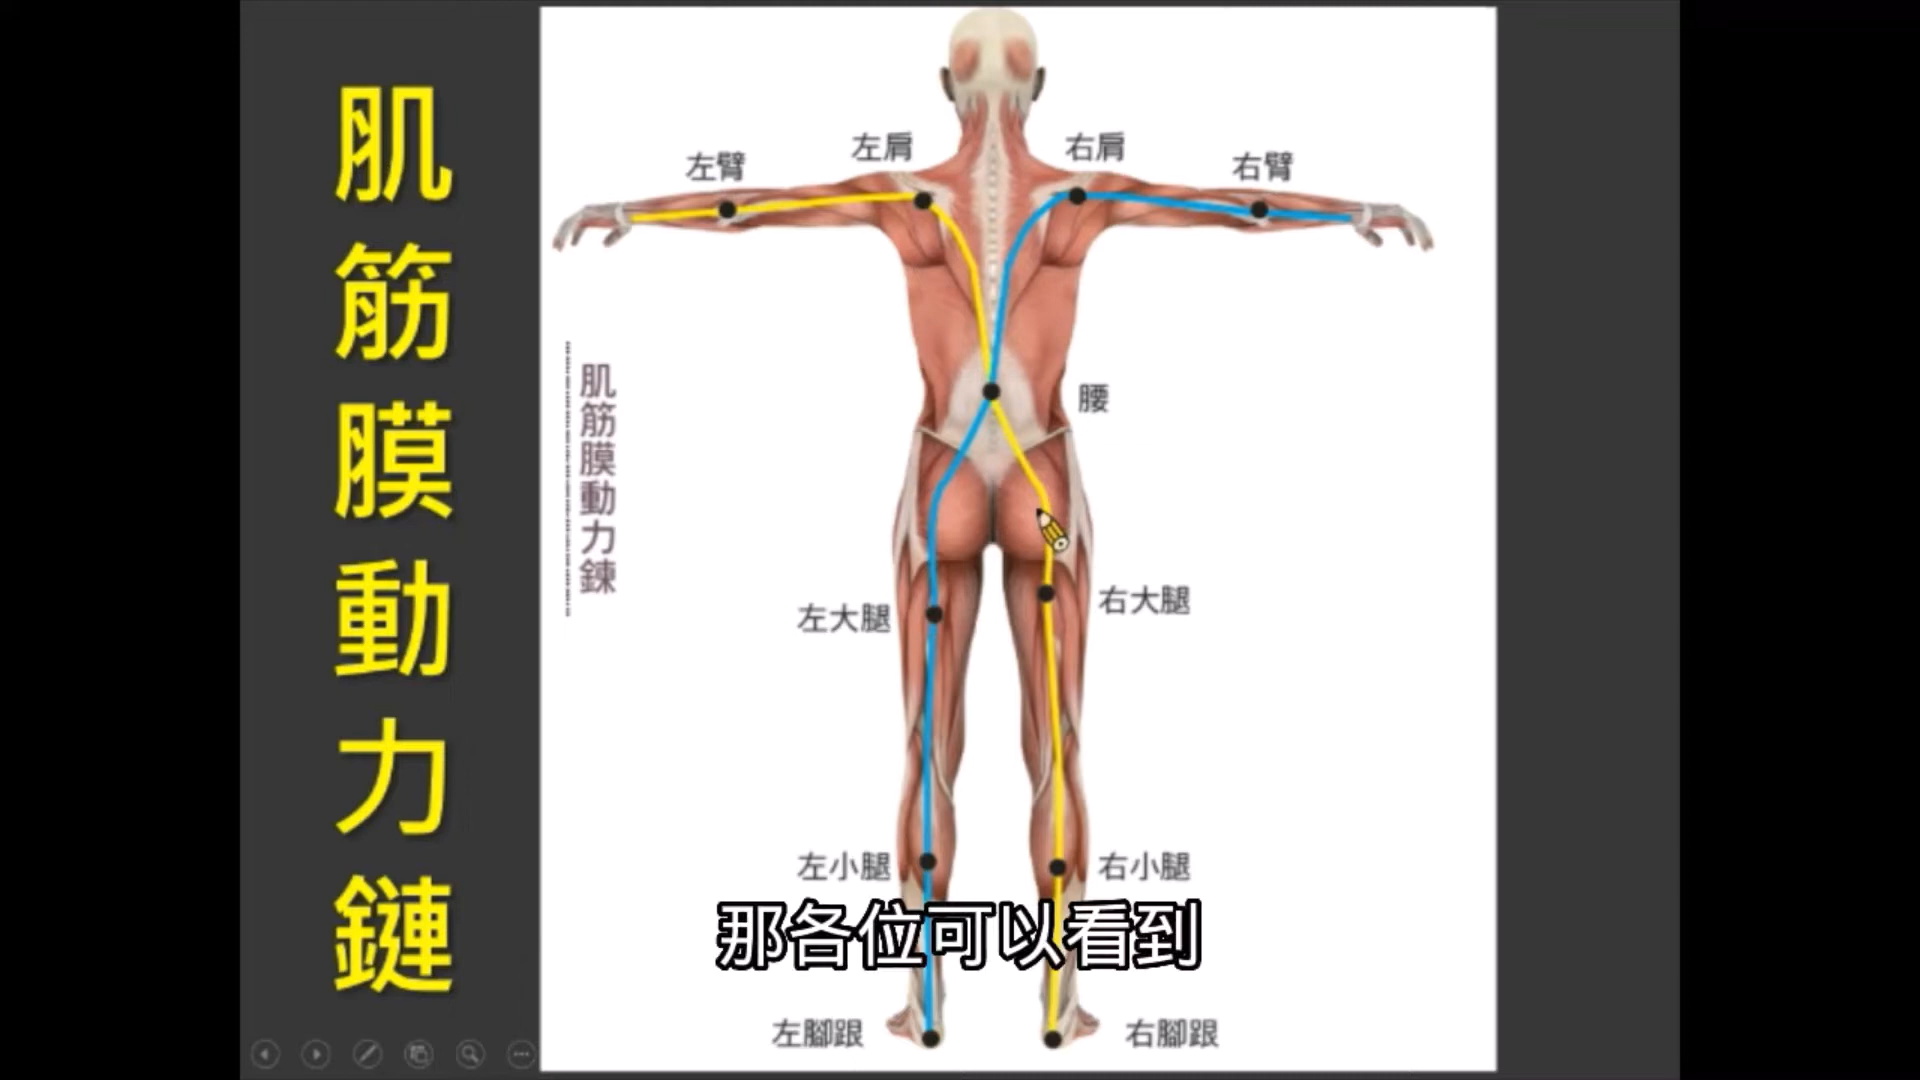 肌筋膜動力鏈
左臂
左肩
右肩
右臂
肌筋膜動力鍊
腰
左大腿
右大腿
左小腿
右小腿
那各位可以看到
左腳跟
右腳跟